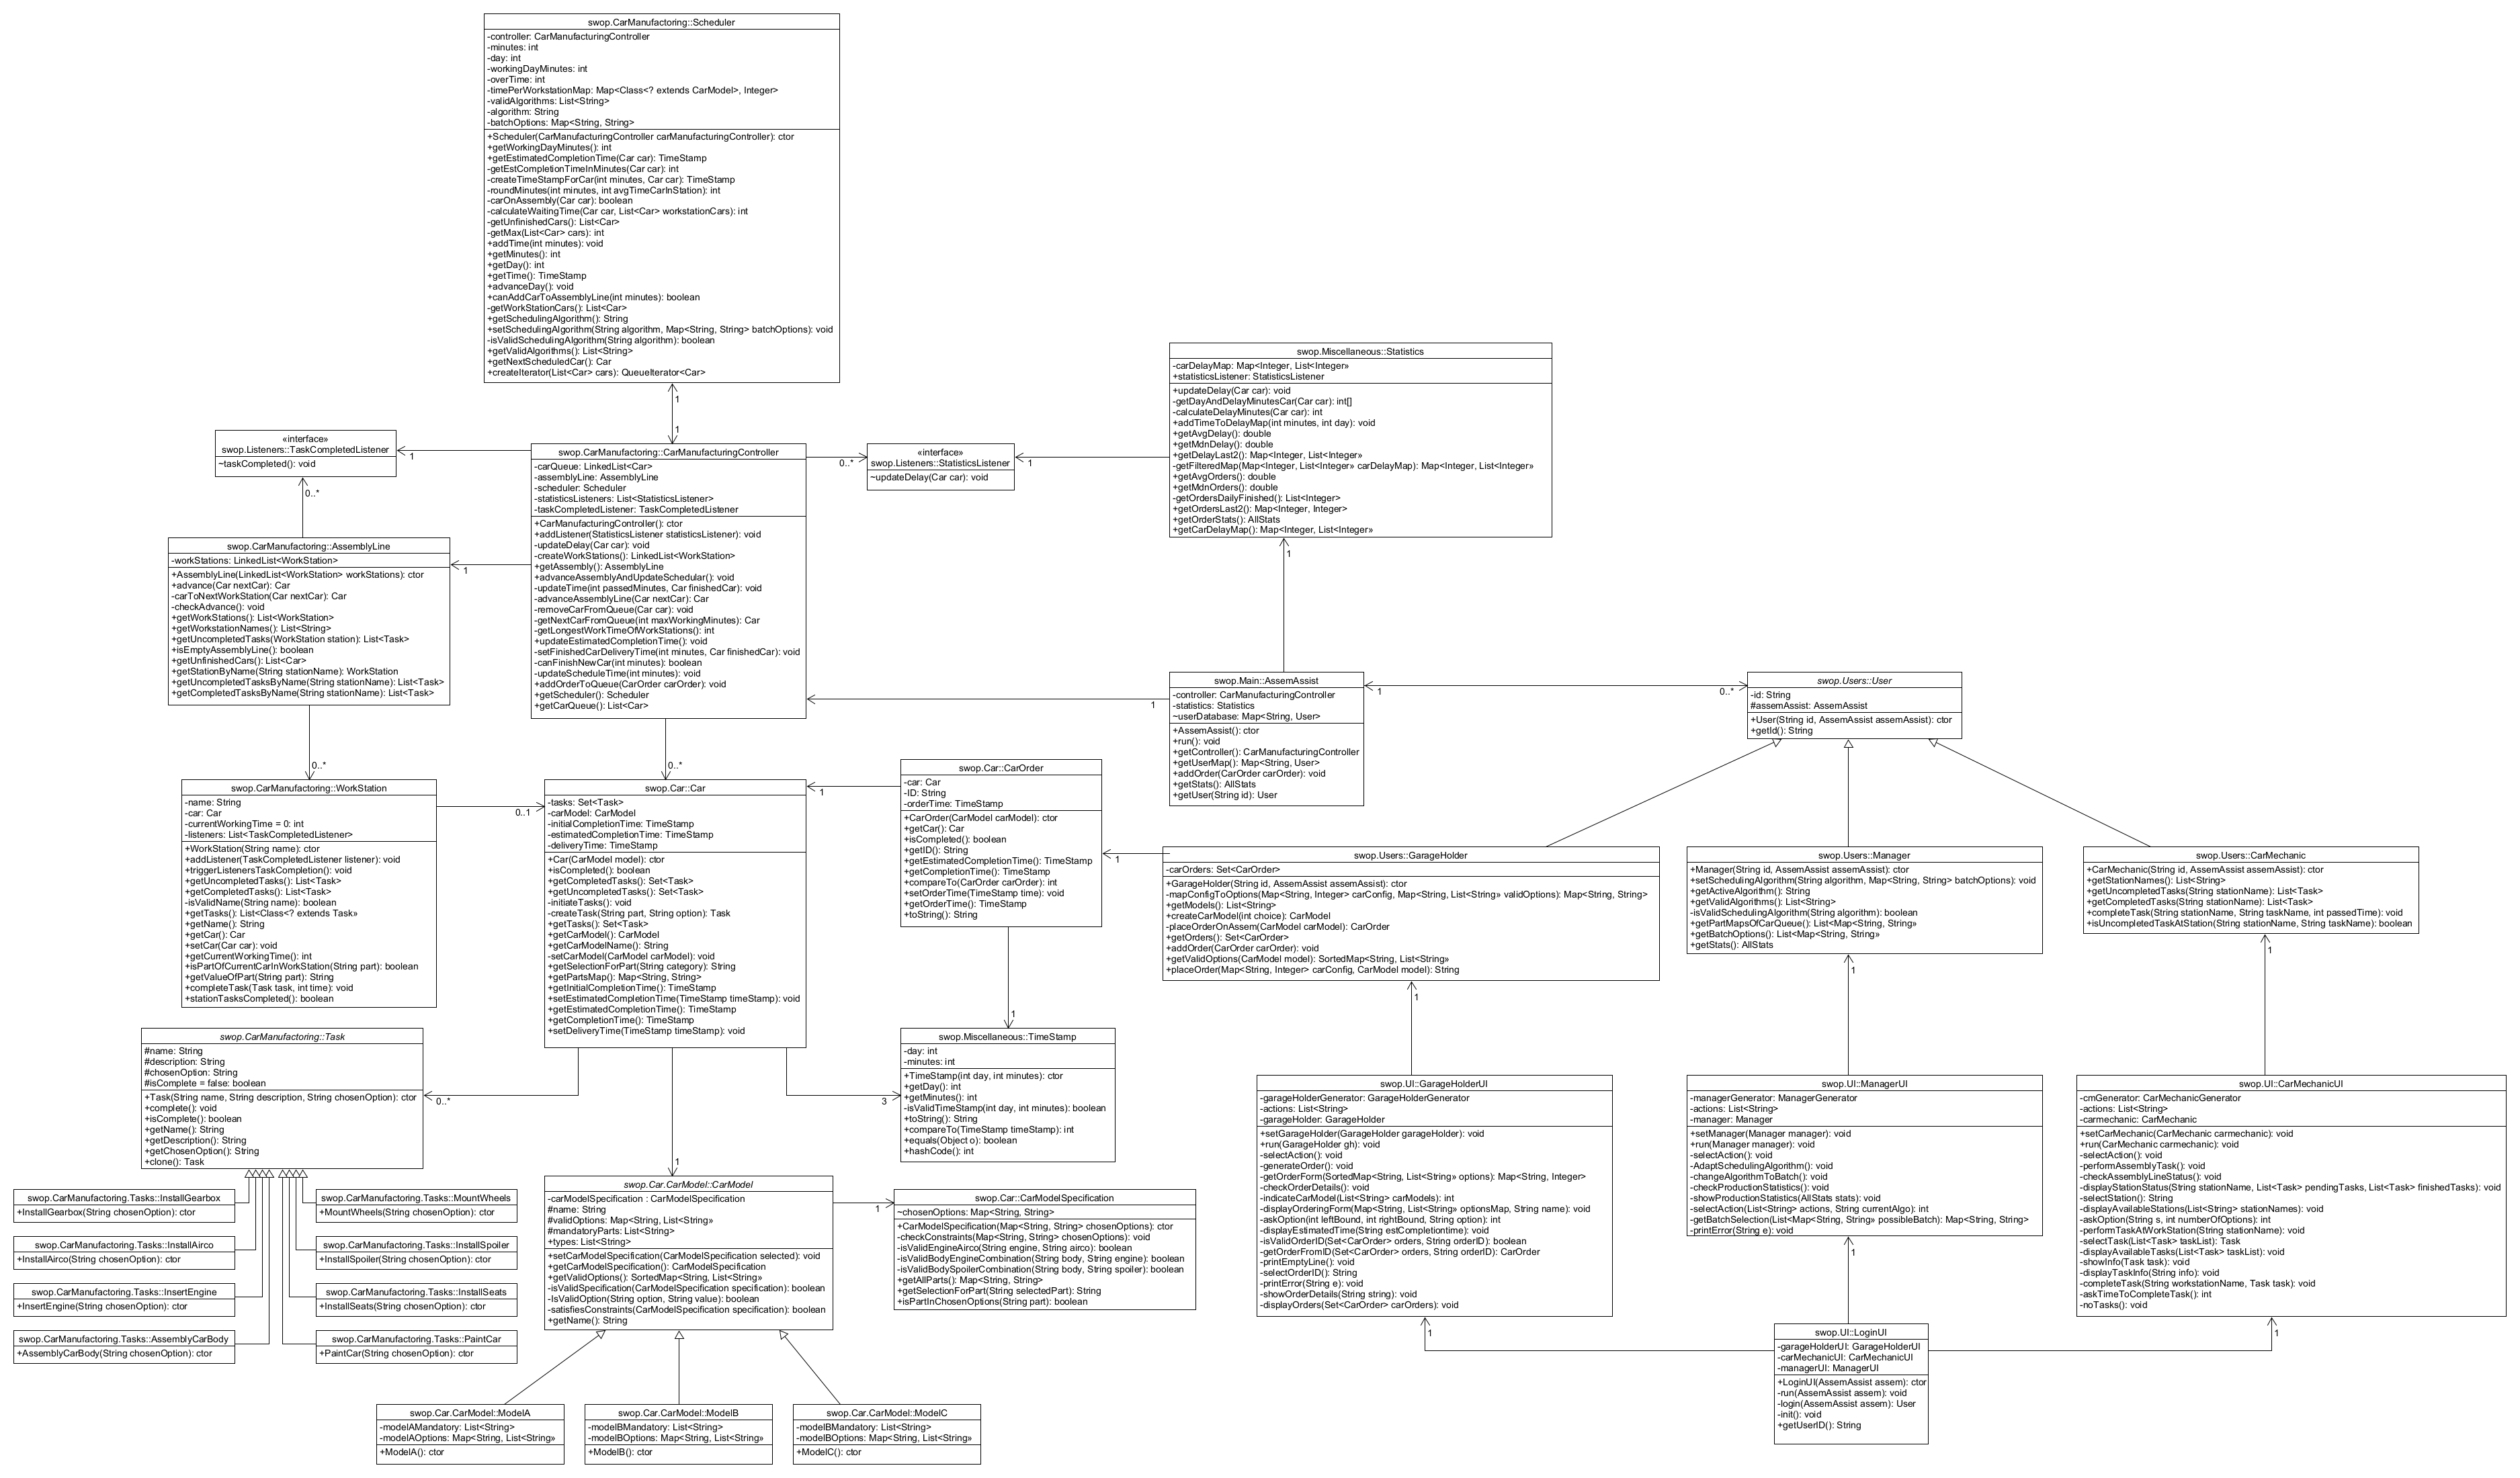 swop.CarManufactoring::Scheduler
-controller: CarManufacturingController
-minutes: int
-day: int
-workingDayMinutes: int
-overTime: int
-timePerWorkstationMap: Map<Class<? extends CarModel>, Integer>
-validAlgorithms: List<String>
-algorithm: String
-batchOptions: Map<String, String>
+Scheduler(CarManufacturingController carManufacturingController): ctor
+getWorkingDayMinutes(): int
+getEstimatedCompletionTime(Car car): TimeStamp
-getEstCompletionTimeInMinutes(Car car): int
-createTimeStampForCar(int minutes, Car car): TimeStamp
-roundMinutes(int minutes, int avgTimeCarInStation): int
-carOnAssembly(Car car): boolean
-calculateWaitingTime(Car car, List<Car> workstationCars): int
-getUnfinishedCars(): List<Car>
-getMax(List<Car> cars): int
+addTime(int minutes): void
+getMinutes(): int
+getDay(): int
+getTime(): TimeStamp
+advanceDay(): void
+canAddCarToAssemblyLine(int minutes): boolean
-getWorkStationCars(): List<Car>
+getSchedulingAlgorithm(): String
+setSchedulingAlgorithm(String algorithm, Map<String, String> batchOptions): void
-isValidSchedulingAlgorithm(String algorithm): boolean
+getValidAlgorithms(): List<String>
+getNextScheduledCar(): Car
+createIterator(List<Car> cars): QueueIterator<Car>
1
1
swop.Miscellaneous::Statistics
-carDelayMap: Map<Integer, List<Integer»
+statisticsListener: StatisticsListener
+updateDelay(Car car): void
-getDayAndDelayMinutesCar(Car car): int[]
-calculateDelayMinutes(Car car): int
+addTimeToDelayMap(int minutes, int day): void
+getAvgDelay(): double
+getMdnDelay(): double
+getDelayLast2(): Map<Integer, List<Integer»
-getFilteredMap(Map<Integer, List<Integer» carDelayMap): Map<Integer, List<Integer»
+getAvgOrders(): double
+getMdnOrders(): double
-getOrdersDailyFinished(): List<Integer>
+getOrdersLast2(): Map<Integer, Integer>
+getOrderStats(): AllStats
+getCarDelayMap(): Map<Integer, List<Integer»
1
«interface»
swop.Listeners::TaskCompletedListener
~taskCompleted(): void
1
0..*
swop.CarManufactoring::CarManufacturingController
-carQueue: LinkedList<Car>
-assemblyLine: AssemblyLine
-scheduler: Scheduler
-statisticsListeners: List<StatisticsListener>
-taskCompletedListener: TaskCompletedListener
+CarManufacturingController(): ctor
+addListener(StatisticsListener statisticsListener): void
-updateDelay(Car car): void
-createWorkStations(): LinkedList<WorkStation>
+getAssembly(): AssemblyLine
+advanceAssemblyAndUpdateSchedular(): void
-updateTime(int passedMinutes, Car finishedCar): void
-advanceAssemblyLine(Car nextCar): Car
-removeCarFromQueue(Car car): void
-getNextCarFromQueue(int maxWorkingMinutes): Car
-getLongestWorkTimeOfWorkStations(): int
+updateEstimatedCompletionTime(): void
-setFinishedCarDeliveryTime(int minutes, Car finishedCar): void
-canFinishNewCar(int minutes): boolean
-updateScheduleTime(int minutes): void
+addOrderToQueue(CarOrder carOrder): void
+getScheduler(): Scheduler
+getCarQueue(): List<Car>
0..*
«interface»
swop.Listeners::StatisticsListener
~updateDelay(Car car): void
1
swop.CarManufactoring::AssemblyLine
-workStations: LinkedList<WorkStation>
+AssemblyLine(LinkedList<WorkStation> workStations): ctor
+advance(Car nextCar): Car
-carToNextWorkStation(Car nextCar): Car
-checkAdvance(): void
+getWorkStations(): List<WorkStation>
+getWorkstationNames(): List<String>
+getUncompletedTasks(WorkStation station): List<Task>
+isEmptyAssemblyLine(): boolean
+getUnfinishedCars(): List<Car>
+getStationByName(String stationName): WorkStation
+getUncompletedTasksByName(String stationName): List<Task>
+getCompletedTasksByName(String stationName): List<Task>
1
0..*
0..*
swop.Main::AssemAssist
-controller: CarManufacturingController
-statistics: Statistics
~userDatabase: Map<String, User>
+AssemAssist(): ctor
+run(): void
+getController(): CarManufacturingController
+getUserMap(): Map<String, User>
+addOrder(CarOrder carOrder): void
+getStats(): AllStats
+getUser(String id): User
1
1
0..*
swop.Users::User
-id: String
#assemAssist: AssemAssist
+User(String id, AssemAssist assemAssist): ctor
+getId(): String
swop.CarManufactoring::WorkStation
-name: String
-car: Car
-currentWorkingTime = 0: int
-listeners: List<TaskCompletedListener>
+WorkStation(String name): ctor
+addListener(TaskCompletedListener listener): void
+triggerListenersTaskCompletion(): void
+getUncompletedTasks(): List<Task>
+getCompletedTasks(): List<Task>
-isValidName(String name): boolean
+getTasks(): List<Class<? extends Task»
+getName(): String
+getCar(): Car
+setCar(Car car): void
+getCurrentWorkingTime(): int
+isPartOfCurrentCarInWorkStation(String part): boolean
+getValueOfPart(String part): String
+completeTask(Task task, int time): void
+stationTasksCompleted(): boolean
0..1
swop.Car::Car
-tasks: Set<Task>
-carModel: CarModel
-initialCompletionTime: TimeStamp
-estimatedCompletionTime: TimeStamp
-deliveryTime: TimeStamp
+Car(CarModel model): ctor
+isCompleted(): boolean
+getCompletedTasks(): Set<Task>
+getUncompletedTasks(): Set<Task>
-initiateTasks(): void
-createTask(String part, String option): Task
+getTasks(): Set<Task>
+getCarModel(): CarModel
+getCarModelName(): String
-setCarModel(CarModel carModel): void
+getSelectionForPart(String category): String
+getPartsMap(): Map<String, String>
+getInitialCompletionTime(): TimeStamp
+setEstimatedCompletionTime(TimeStamp timeStamp): void
+getEstimatedCompletionTime(): TimeStamp
+getCompletionTime(): TimeStamp
+setDeliveryTime(TimeStamp timeStamp): void
1
swop.Car::CarOrder
-car: Car
-ID: String
-orderTime: TimeStamp
+CarOrder(CarModel carModel): ctor
+getCar(): Car
+isCompleted(): boolean
+getID(): String
+getEstimatedCompletionTime(): TimeStamp
+getCompletionTime(): TimeStamp
+compareTo(CarOrder carOrder): int
+setOrderTime(TimeStamp time): void
+getOrderTime(): TimeStamp
+toString(): String
1
swop.Users::GarageHolder
-carOrders: Set<CarOrder>
+GarageHolder(String id, AssemAssist assemAssist): ctor
-mapConfigToOptions(Map<String, Integer> carConfig, Map<String, List<String» validOptions): Map<String, String>
+getModels(): List<String>
+createCarModel(int choice): CarModel
-placeOrderOnAssem(CarModel carModel): CarOrder
+getOrders(): Set<CarOrder>
+addOrder(CarOrder carOrder): void
+getValidOptions(CarModel model): SortedMap<String, List<String»
+placeOrder(Map<String, Integer> carConfig, CarModel model): String
swop.Users::Manager
+Manager(String id, AssemAssist assemAssist): ctor
+setSchedulingAlgorithm(String algorithm, Map<String, String> batchOptions): void
+getActiveAlgorithm(): String
+getValidAlgorithms(): List<String>
-isValidSchedulingAlgorithm(String algorithm): boolean
+getPartMapsOfCarQueue(): List<Map<String, String»
+getBatchOptions(): List<Map<String, String»
+getStats(): AllStats
swop.Users::CarMechanic
+CarMechanic(String id, AssemAssist assemAssist): ctor
+getStationNames(): List<String>
+getUncompletedTasks(String stationName): List<Task>
+getCompletedTasks(String stationName): List<Task>
+completeTask(String stationName, String taskName, int passedTime): void
+isUncompletedTaskAtStation(String stationName, String taskName): boolean
1
1
1
swop.CarManufactoring::Task
#name: String
#description: String
#chosenOption: String
#isComplete = false: boolean
+Task(String name, String description, String chosenOption): ctor
+complete(): void
+isComplete(): boolean
+getName(): String
+getDescription(): String
+getChosenOption(): String
+clone(): Task
0..*
3
1
1
swop.Miscellaneous::TimeStamp
-day: int
-minutes: int
+TimeStamp(int day, int minutes): ctor
+getDay(): int
+getMinutes(): int
-isValidTimeStamp(int day, int minutes): boolean
+toString(): String
+compareTo(TimeStamp timeStamp): int
+equals(Object o): boolean
+hashCode(): int
swop.UI::GarageHolderUI
-garageHolderGenerator: GarageHolderGenerator
-actions: List<String>
-garageHolder: GarageHolder
+setGarageHolder(GarageHolder garageHolder): void
+run(GarageHolder gh): void
-selectAction(): void
-generateOrder(): void
-getOrderForm(SortedMap<String, List<String» options): Map<String, Integer>
-checkOrderDetails(): void
-indicateCarModel(List<String> carModels): int
-displayOrderingForm(Map<String, List<String» optionsMap, String name): void
-askOption(int leftBound, int rightBound, String option): int
-displayEstimatedTime(String estCompletiontime): void
-isValidOrderID(Set<CarOrder> orders, String orderID): boolean
-getOrderFromID(Set<CarOrder> orders, String orderID): CarOrder
-printEmptyLine(): void
-selectOrderID(): String
-printError(String e): void
-showOrderDetails(String string): void
-displayOrders(Set<CarOrder> carOrders): void
swop.UI::ManagerUI
-managerGenerator: ManagerGenerator
-actions: List<String>
-manager: Manager
+setManager(Manager manager): void
+run(Manager manager): void
-selectAction(): void
-AdaptSchedulingAlgorithm(): void
-changeAlgorithmToBatch(): void
-checkProductionStatistics(): void
-showProductionStatistics(AllStats stats): void
-selectAction(List<String> actions, String currentAlgo): int
-getBatchSelection(List<Map<String, String» possibleBatch): Map<String, String>
-printError(String e): void
swop.UI::CarMechanicUI
-cmGenerator: CarMechanicGenerator
-actions: List<String>
-carmechanic: CarMechanic
+setCarMechanic(CarMechanic carmechanic): void
+run(CarMechanic carmechanic): void
-selectAction(): void
-performAssemblyTask(): void
-checkAssemblyLineStatus(): void
-displayStationStatus(String stationName, List<Task> pendingTasks, List<Task> finishedTasks): void
-selectStation(): String
-displayAvailableStations(List<String> stationNames): void
-askOption(String s, int numberOfOptions): int
-performTaskAtWorkStation(String stationName): void
-selectTask(List<Task> taskList): Task
-displayAvailableTasks(List<Task> taskList): void
-showInfo(Task task): void
-displayTaskInfo(String info): void
-completeTask(String workstationName, Task task): void
-askTimeToCompleteTask(): int
-noTasks(): void
swop.CarManufactoring.Tasks::InstallGearbox
+InstallGearbox(String chosenOption): ctor
swop.CarManufactoring.Tasks::MountWheels
+MountWheels(String chosenOption): ctor
swop.CarManufactoring.Tasks::InstallAirco
+InstallAirco(String chosenOption): ctor
swop.CarManufactoring.Tasks::InstallSpoiler
+InstallSpoiler(String chosenOption): ctor
swop.CarManufactoring.Tasks::InsertEngine
+InsertEngine(String chosenOption): ctor
swop.CarManufactoring.Tasks::InstallSeats
+InstallSeats(String chosenOption): ctor
swop.CarManufactoring.Tasks::AssemblyCarBody
+AssemblyCarBody(String chosenOption): ctor
swop.CarManufactoring.Tasks::PaintCar
+PaintCar(String chosenOption): ctor
swop.Car.CarModel::CarModel
-carModelSpecification : CarModelSpecification
#name: String
#validOptions: Map<String, List<String»
#mandatoryParts: List<String>
+types: List<String>
+setCarModelSpecification(CarModelSpecification selected): void
+getCarModelSpecification(): CarModelSpecification
+getValidOptions(): SortedMap<String, List<String»
-isValidSpecification(CarModelSpecification specification): boolean
-IsValidOption(String option, String value): boolean
-satisfiesConstraints(CarModelSpecification specification): boolean
+getName(): String
1
swop.Car::CarModelSpecification
~chosenOptions: Map<String, String>
+CarModelSpecification(Map<String, String> chosenOptions): ctor
-checkConstraints(Map<String, String> chosenOptions): void
-isValidEngineAirco(String engine, String airco): boolean
-isValidBodyEngineCombination(String body, String engine): boolean
-isValidBodySpoilerCombination(String body, String spoiler): boolean
+getAllParts(): Map<String, String>
+getSelectionForPart(String selectedPart): String
+isPartInChosenOptions(String part): boolean
1
1
1
swop.UI::LoginUI
-garageHolderUI: GarageHolderUI
-carMechanicUI: CarMechanicUI
-managerUI: ManagerUI
+LoginUI(AssemAssist assem): ctor
-run(AssemAssist assem): void
-login(AssemAssist assem): User
-init(): void
+getUserID(): String
swop.Car.CarModel::ModelA
-modelAMandatory: List<String>
-modelAOptions: Map<String, List<String»
+ModelA(): ctor
swop.Car.CarModel::ModelB
-modelBMandatory: List<String>
-modelBOptions: Map<String, List<String»
+ModelB(): ctor
swop.Car.CarModel::ModelC
-modelBMandatory: List<String>
-modelBOptions: Map<String, List<String»
+ModelC(): ctor